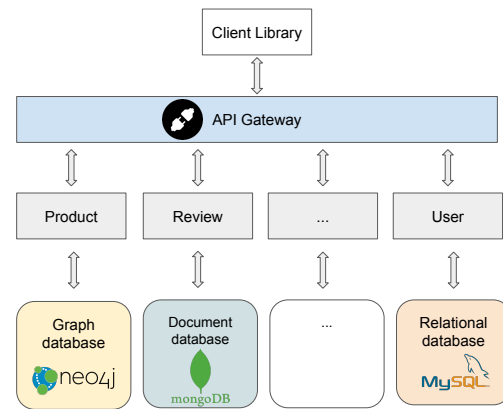 Client Library
API Gateway
Product
Review
...
User
Graph
database
neo4j
Document
database
mongoDB
...
Relational
database
MySQL